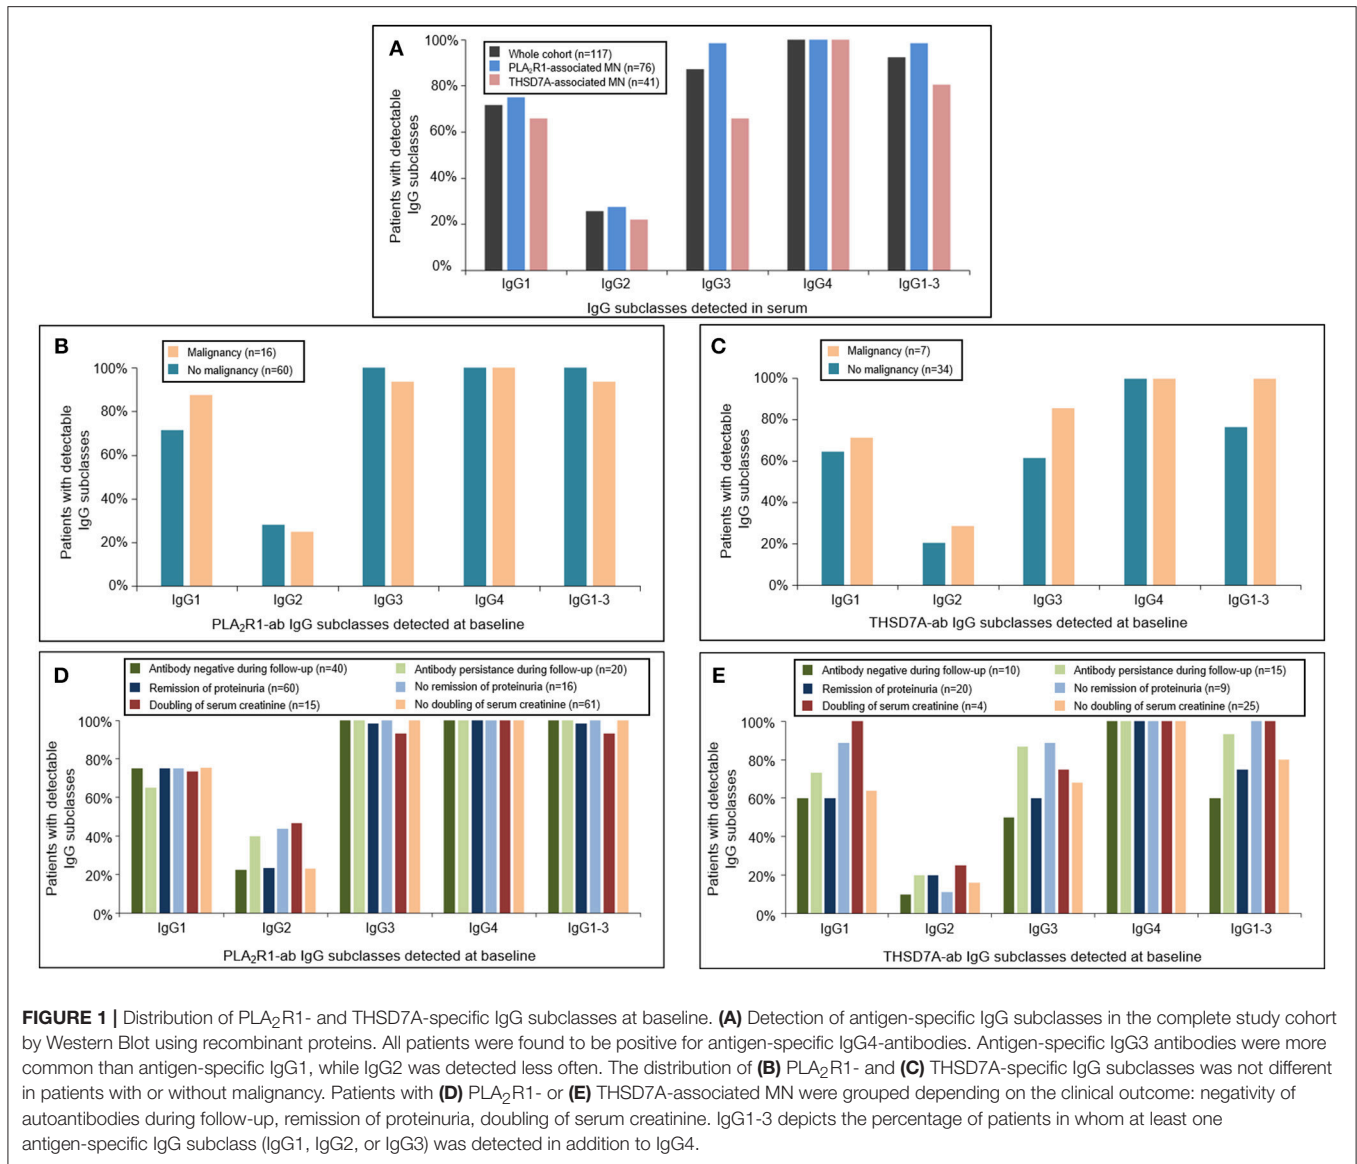 A
Whole cohort (n=117)
PLA₂R1-associated MN (n=76)
THSD7A-associated MN (n=41)
Patients with detectable
IgG subclasses
100%
80%
60%
40%
20%
0%
IgG1 IgG2 IgG3 IgG4 IgG1-3
IgG subclasses detected in serum
B
Malignancy (n=16)
No malignancy (n=60)
Patients with detectable
IgG subclasses
100%
80%
60%
40%
20%
0%
IgG1 IgG2 IgG3 IgG4 IgG1-3
PLA₂R1-ab IgG subclasses detected at baseline
C
Malignancy (n=7)
No malignancy (n=34)
Patients with detectable
IgG subclasses
100%
80%
60%
40%
20%
0%
IgG1 IgG2 IgG3 IgG4 IgG1-3
THSD7A-ab IgG subclasses detected at baseline
D
Antibody negative during follow-up (n=40) Antibody persistance during follow-up (n=20)
Remission of proteinuria (n=60) No remission of proteinuria (n=16)
Doubling of serum creatinine (n=15) No doubling of serum creatinine (n=61)
Patients with detectable
IgG subclasses
100%
80%
60%
40%
20%
0%
IgG1 IgG2 IgG3 IgG4 IgG1-3
PLA₂R1-ab IgG subclasses detected at baseline
E
Antibody negative during follow-up (n=10) Antibody persistance during follow-up (n=15)
Remission of proteinuria (n=20) No remission of proteinuria (n=9)
Doubling of serum creatinine (n=4) No doubling of serum creatinine (n=25)
Patients with detectable
IgG subclasses
100%
80%
60%
40%
20%
0%
IgG1 IgG2 IgG3 IgG4 IgG1-3
THSD7A-ab IgG subclasses detected at baseline
FIGURE 1 | Distribution of PLA₂R1- and THSD7A-specific IgG subclasses at baseline. (A) Detection of antigen-specific IgG subclasses in the complete study cohort
by Western Blot using recombinant proteins. All patients were found to be positive for antigen-specific IgG4-antibodies. Antigen-specific IgG3 antibodies were more
common than antigen-specific IgG1, while IgG2 was detected less often. The distribution of (B) PLA₂R1- and (C) THSD7A-specific IgG subclasses was not different
in patients with or without malignancy. Patients with (D) PLA₂R1- or (E) THSD7A-associated MN were grouped depending on the clinical outcome: negativity of
autoantibodies during follow-up, remission of proteinuria, doubling of serum creatinine. IgG1-3 depicts the percentage of patients in whom at least one
antigen-specific IgG subclass (IgG1, IgG2, or IgG3) was detected in addition to IgG4.